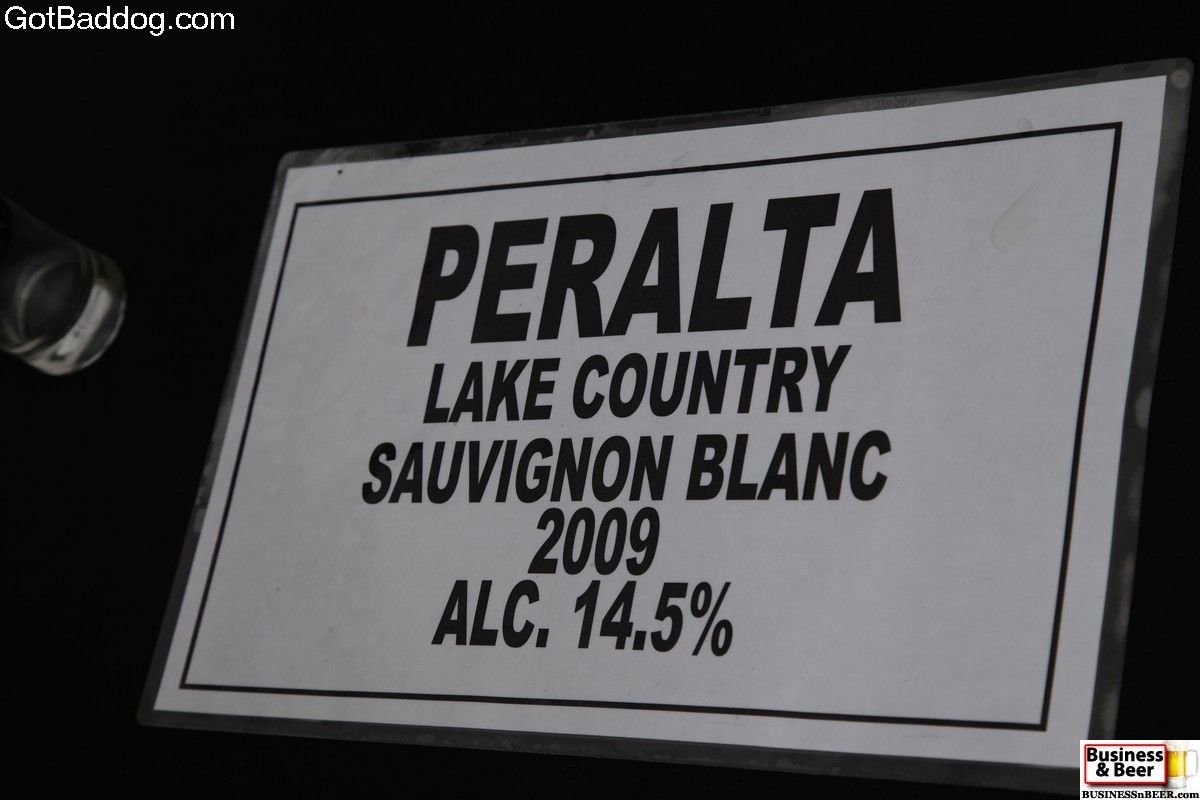 GotBaddog.com
PERALTA
LAKE COUNTRY
SAUVIGNON BLANC
2009
ALC. 14.5%
Business
& Beer
BUSINESSnBEER.com